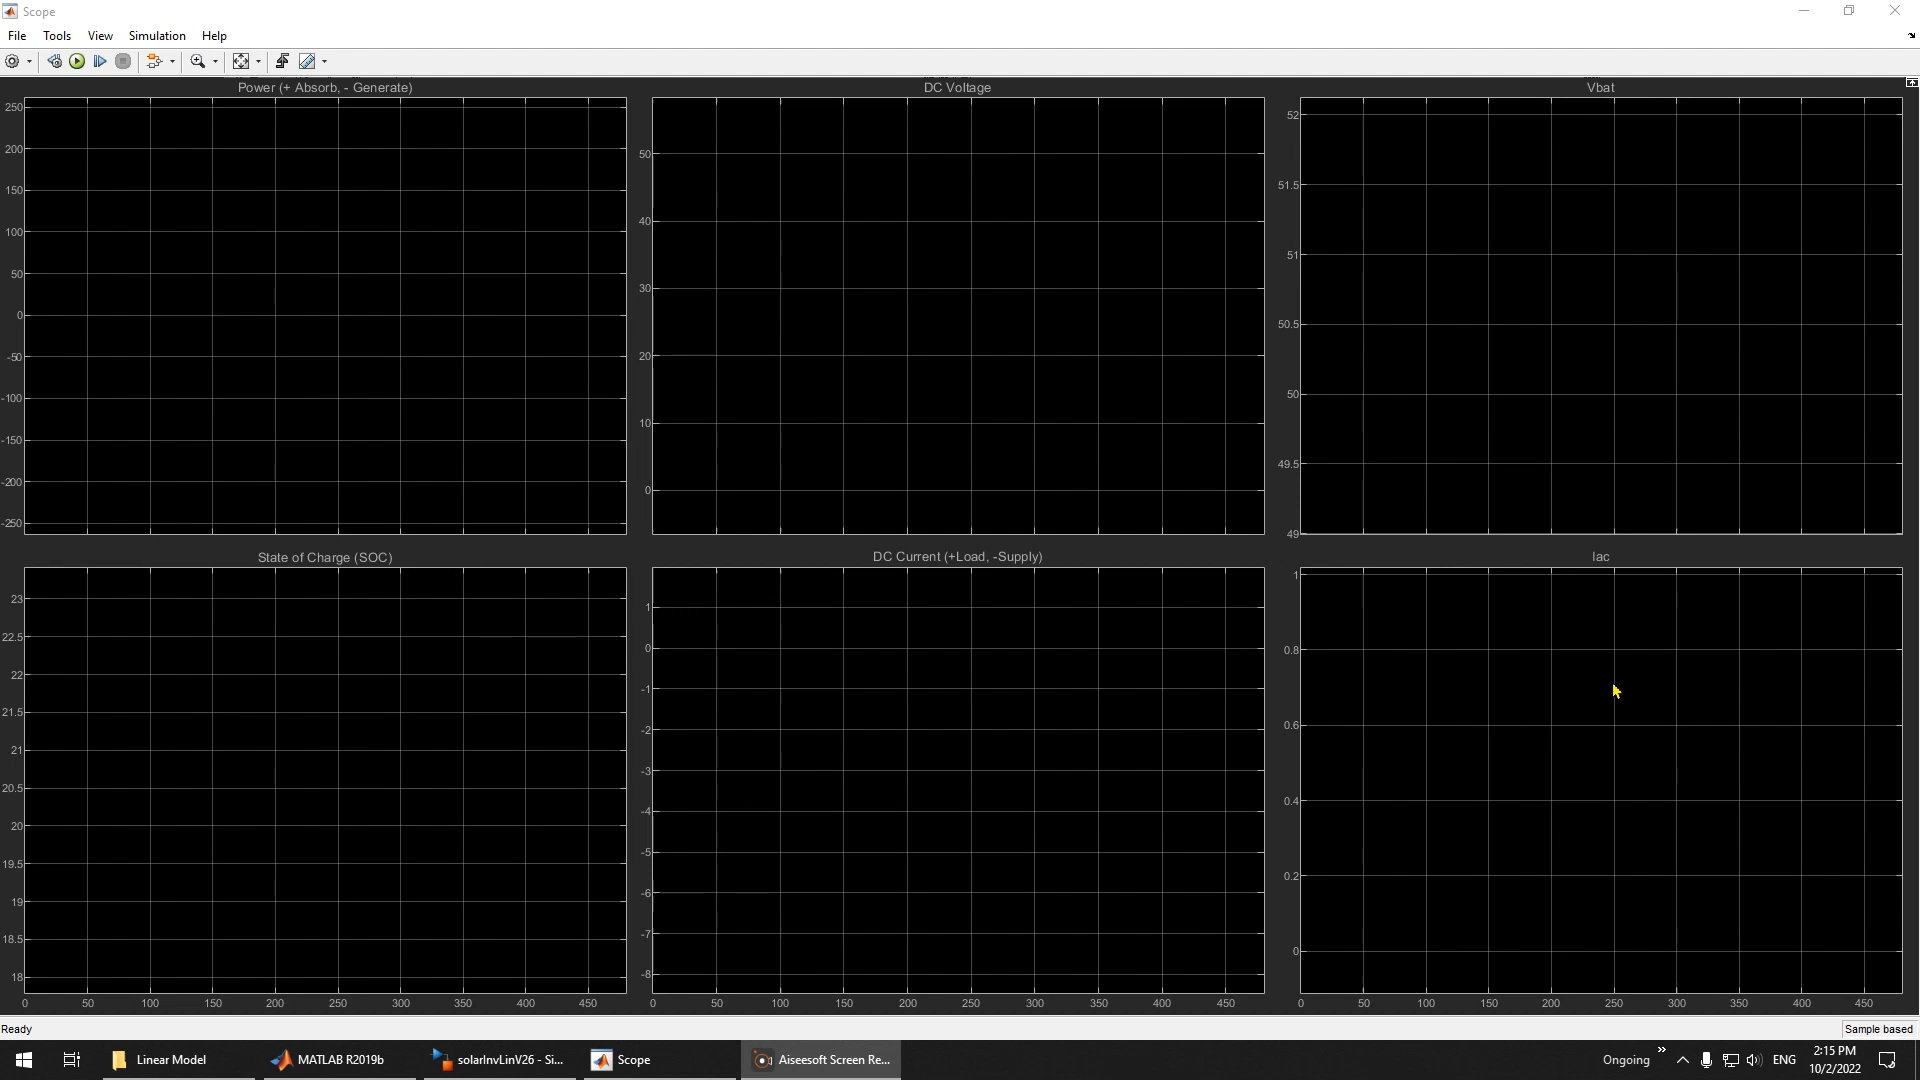 Scope
File Tools View Simulation Help
Power (+ Absorb, - Generate)
250
200
150
100
50
0
-50
-100
-150
-200
-250
DC Voltage
50
40
30
20
10
0
Vbat
52
51.5
51
50.5
50
49.5
49
State of Charge (SOC)
23
22.5
22
21.5
21
20.5
20
19.5
19
18.5
18
0 50 100 150 200 250 300 350 400 450
DC Current (+Load, -Supply)
1
0
-1
-2
-3
-4
-5
-6
-7
-8
0 50 100 150 200 250 300 350 400 450
Iac
1
0.8
0.6
0.4
0.2
0
0 50 100 150 200 250 300 350 400 450
Ready
Sample based
Linear Model
MATLAB R2019b
solarInvLinV26 - Si...
Scope
Aiseesoft Screen Re...
Ongoing
ENG
2:15 PM
10/2/2022